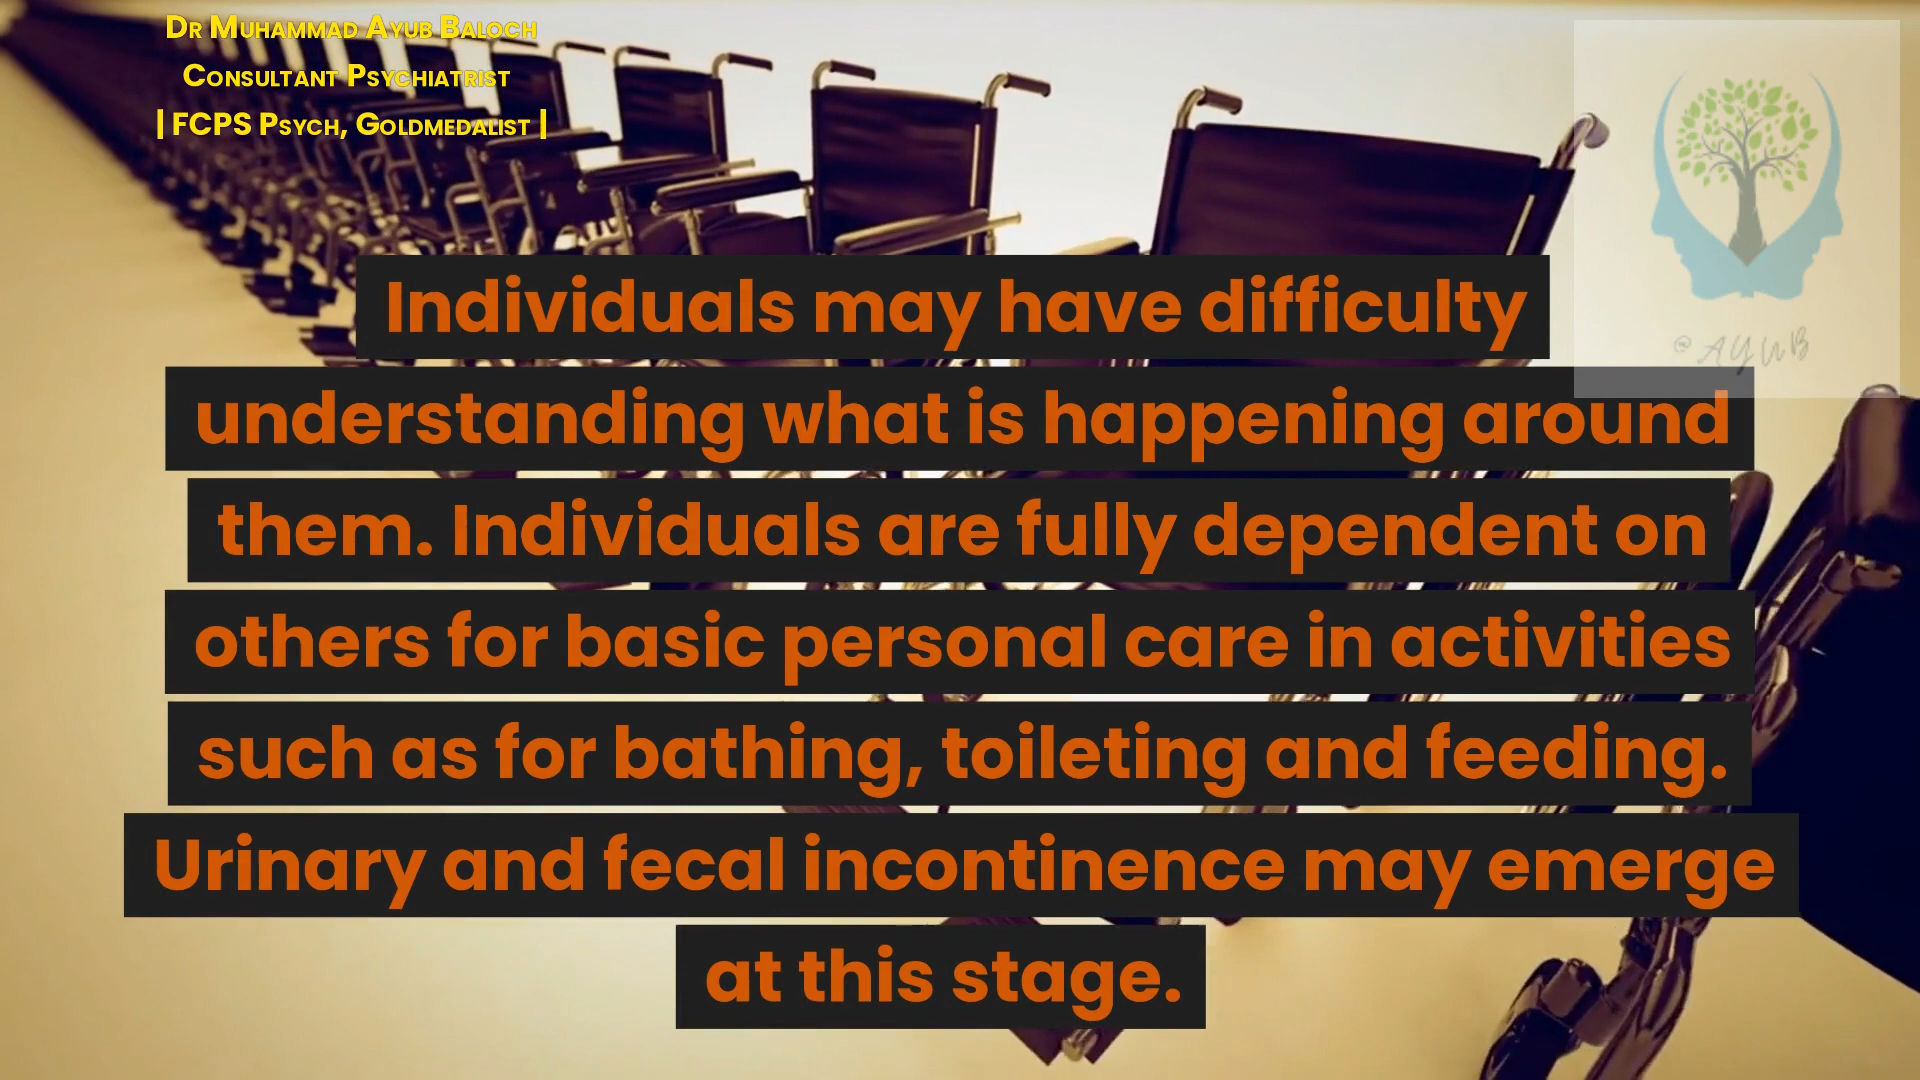 Dr Muhammad Ayub Baloch
Consultant Psychiatrist
| FCPS Psych, Goldmedalist |
@AYUB
Individuals may have difficulty
understanding what is happening around
them. Individuals are fully dependent on
others for basic personal care in activities
such as for bathing, toileting and feeding.
Urinary and fecal incontinence may emerge
at this stage.